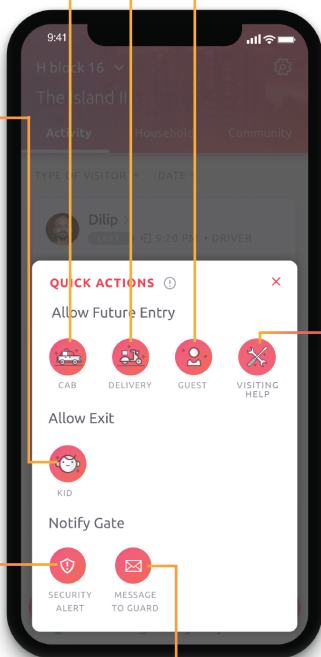 9:41
H block 16
The Island II
Activity Household Community
TYPE OF VISITOR DATE
Dilip
LEFT 9:20 PM • DRIVER
QUICK ACTIONS
Allow Future Entry
CAB DELIVERY GUEST VISITING
HELP
Allow Exit
KID
Notify Gate
SECURITY MESSAGE
ALERT TO GUARD